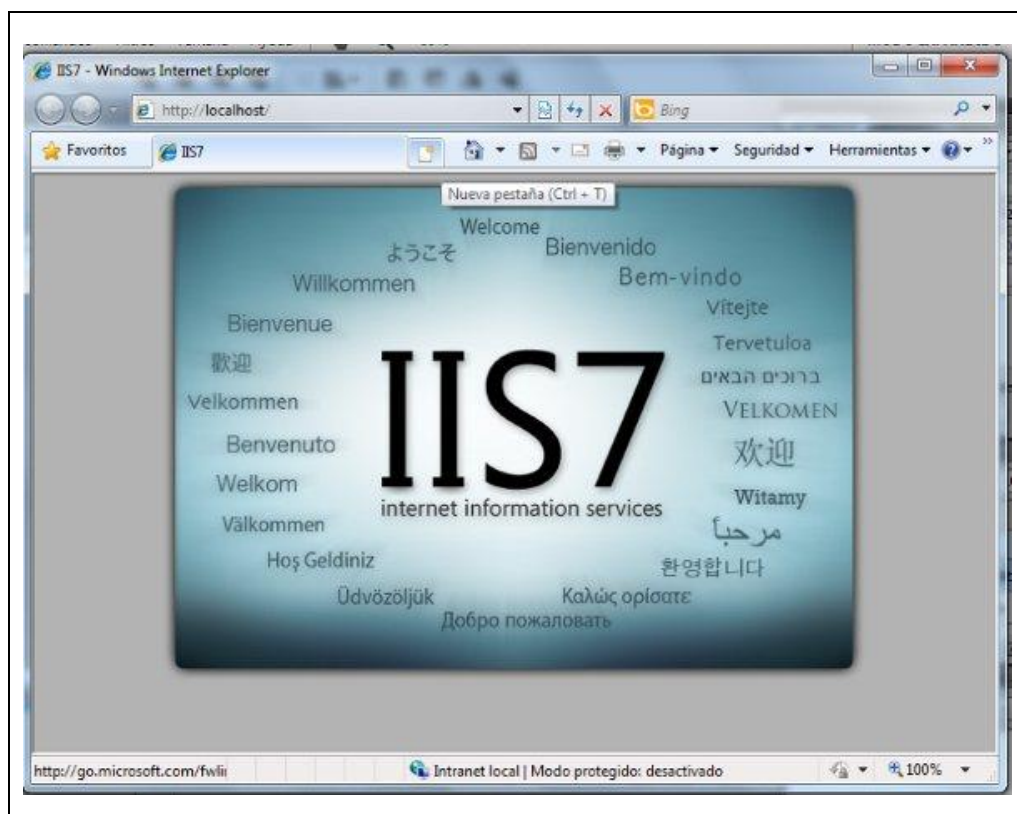 IIS7 - Windows Internet Explorer
http://localhost/
Bing
Favoritos
IIS7
Página
Seguridad
Herramientas
Nueva pestaña (Ctrl + T)
Welcome
ようこそ
Bienvenido
Willkommen
Bem-vindo
Vítejte
Bienvenue
Tervetuloa
歡迎
ברוכים הבאים
Velkommen
VELKOMEN
Benvenuto
欢迎
IIS7
Welkom
Witamy
internet information services
Välkommen
مرحباً
Hoş Geldiniz
환영합니다
Üdvözöljük
Καλώς ορίσατε
Добро пожаловать
http://go.microsoft.com/fwli
Intranet local | Modo protegido: desactivado
100%